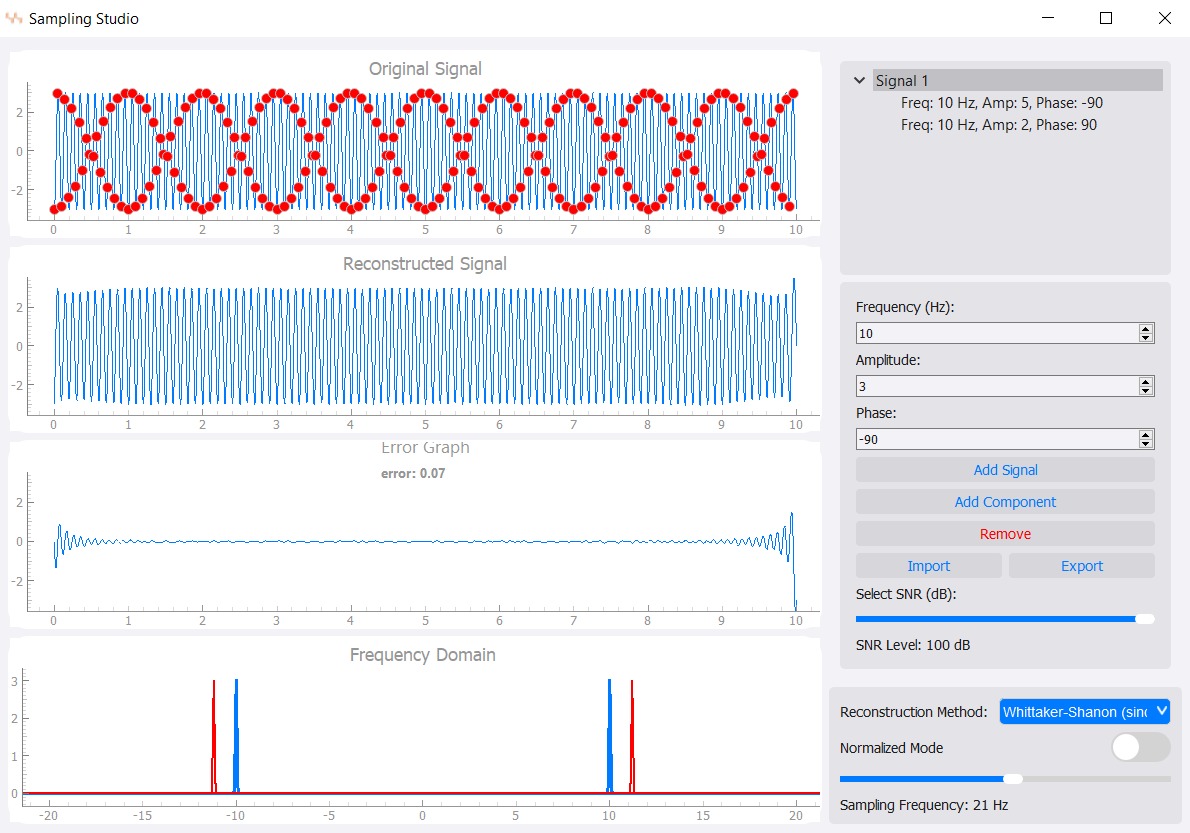 Sampling Studio
Original Signal
2
0
-2
0 1 2 3 4 5 6 7 8 9 10
Reconstructed Signal
2
0
-2
0 1 2 3 4 5 6 7 8 9 10
Error Graph
error: 0.07
2
0
-2
0 1 2 3 4 5 6 7 8 9 10
Frequency Domain
3
2
1
0
-20 -15 -10 -5 0 5 10 15 20
Signal 1
Freq: 10 Hz, Amp: 5, Phase: -90
Freq: 10 Hz, Amp: 2, Phase: 90
Frequency (Hz):
10
Amplitude:
3
Phase:
-90
Add Signal
Add Component
Remove
Import Export
Select SNR (dB):
SNR Level: 100 dB
Reconstruction Method: Whittaker-Shanon (sinc
Normalized Mode
Sampling Frequency: 21 Hz